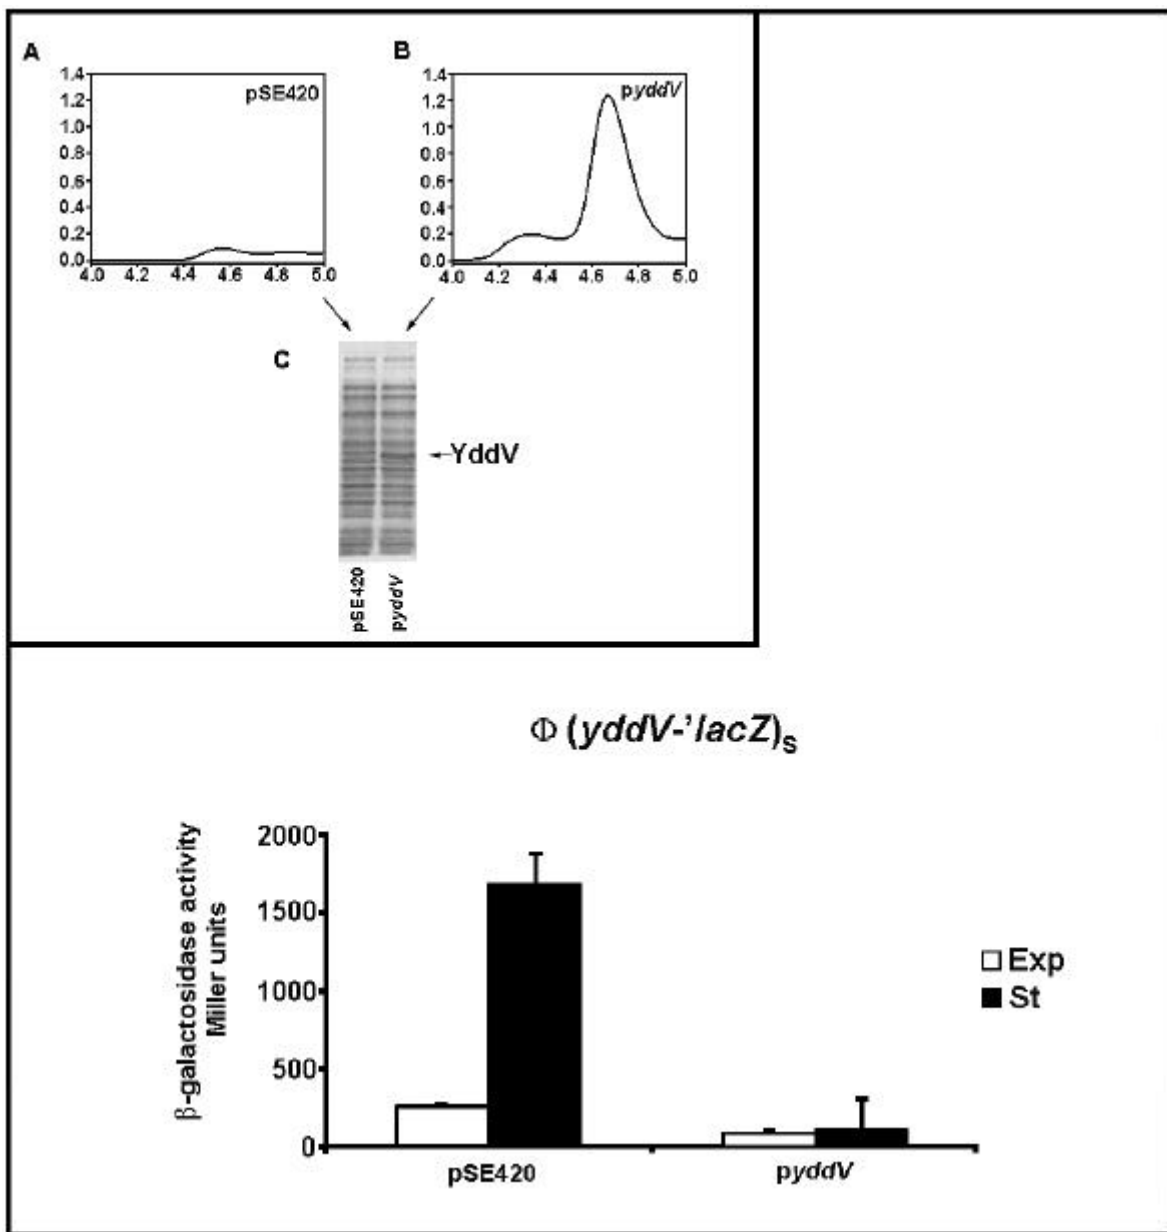 A
B
1.4
1.2
1.0
0.8
0.6
0.4
0.2
0.0
4.0 4.2 4.4 4.6 4.8 5.0
pSE420
1.4
1.2
1.0
0.8
0.6
0.4
0.2
0.0
4.0 4.2 4.4 4.6 4.8 5.0
pyddV
C
←YddV
pSE420
pyddV
Φ (yddV-'lacZ)S
β-galactosidase activity
Miller units
2000
1500
1000
500
0
pSE420
pyddV
Exp
St